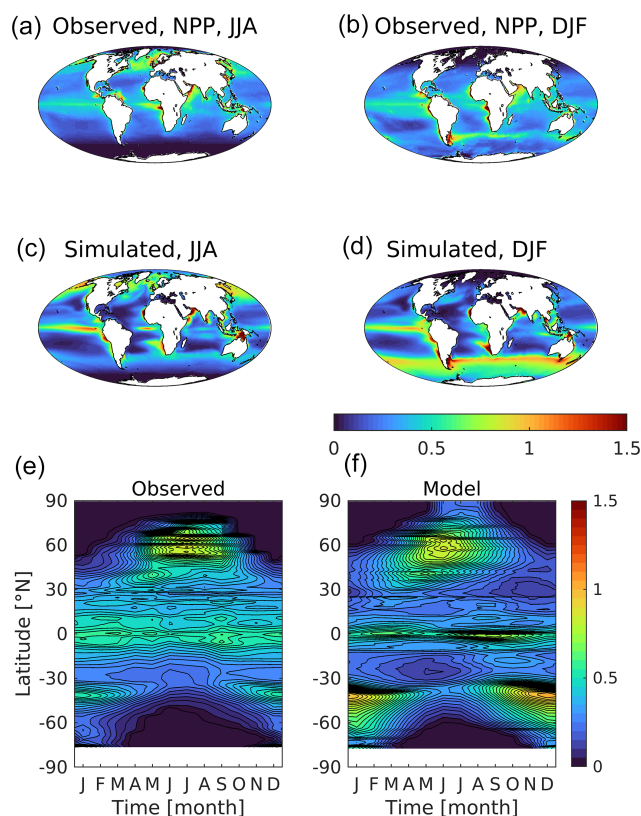 (a) Observed, NPP, JJA
(b) Observed, NPP, DJF
(c) Simulated, JJA
(d) Simulated, DJF
0 0.5 1 1.5
(e) Observed
(f) Model
90
60
30
0
-30
-60
-90
Latitude [°N]
J F M A M J J A S O N D
Time [month]
90
60
30
0
-30
-60
-90
J F M A M J J A S O N D
Time [month]
1.5
1
0.5
0